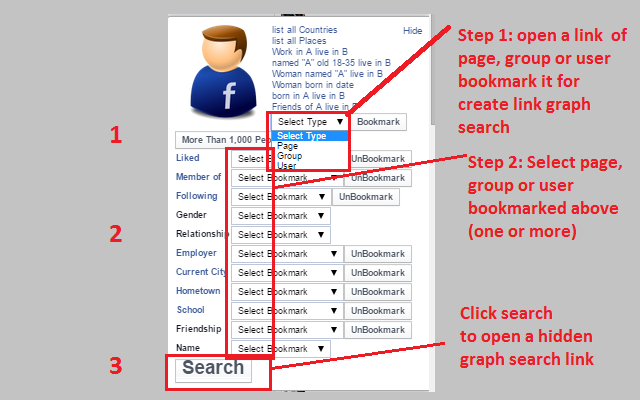 list all Countries
Hide
list all Places
Work in A live in B
named "A" old 18-35 live in B
Woman named "A" live in B
Woman born in date
born in A live in B
Friends of A live in B
Select Type ▼ Bookmark
Select Type
Page
Group
User
More Than 1,000 Peo
Liked Select Bookmark UnBookmark
Member of Select Bookmark ▼ UnBookmark
Following Select Bookmark ▼ UnBookmark
Gender Select Bookmark ▼
Relationship Select Bookmark ▼
Employer Select Bookmark ▼ UnBookmark
Current City Select Bookmark ▼ UnBookmark
Hometown Select Bookmark ▼ UnBookmark
School Select Bookmark ▼ UnBookmark
Friendship Select Bookmark ▼ UnBookmark
Name Select Bookmark ▼
Search
f
1
2
3
Step 1: open a link of
page, group or user
bookmark it for
create link graph
search
Step 2: Select page,
group or user
bookmarked above
(one or more)
Click search
to open a hidden
graph search link